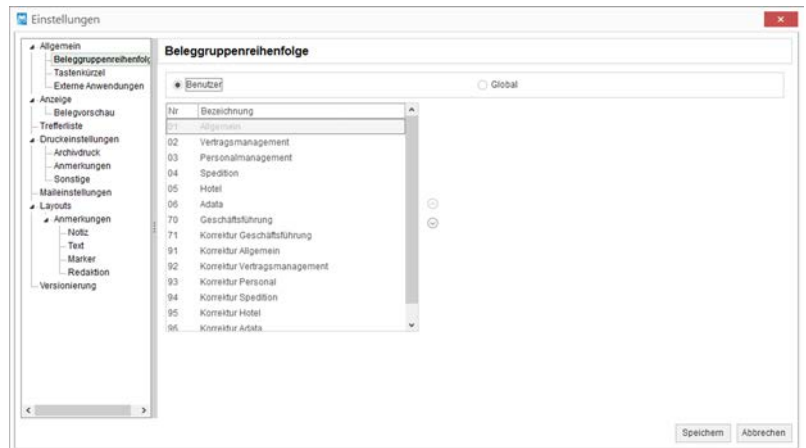 Einstellungen
Allgemein
Beleggruppenreihenfolg
Tastenkürzel
Externe Anwendungen
Anzeige
Belegvorschau
Trefferliste
Druckeinstellungen
Archivdruck
Anmerkungen
Sonstige
Maileinstellungen
Layouts
Anmerkungen
Notiz
Text
Marker
Redaktion
Versionierung
Beleggruppenreihenfolge
Benutzer Global
Nr Bezeichnung
01 Allgemein
02 Vertragsmanagement
03 Personalmanagement
04 Spedition
05 Hotel
06 Adata
70 Geschäftsführung
71 Korrektur Geschäftsführung
91 Korrektur Allgemein
92 Korrektur Vertragsmanagement
93 Korrektur Personal
94 Korrektur Spedition
95 Korrektur Hotel
96 Korrektur Adata
Speichern Abbrechen